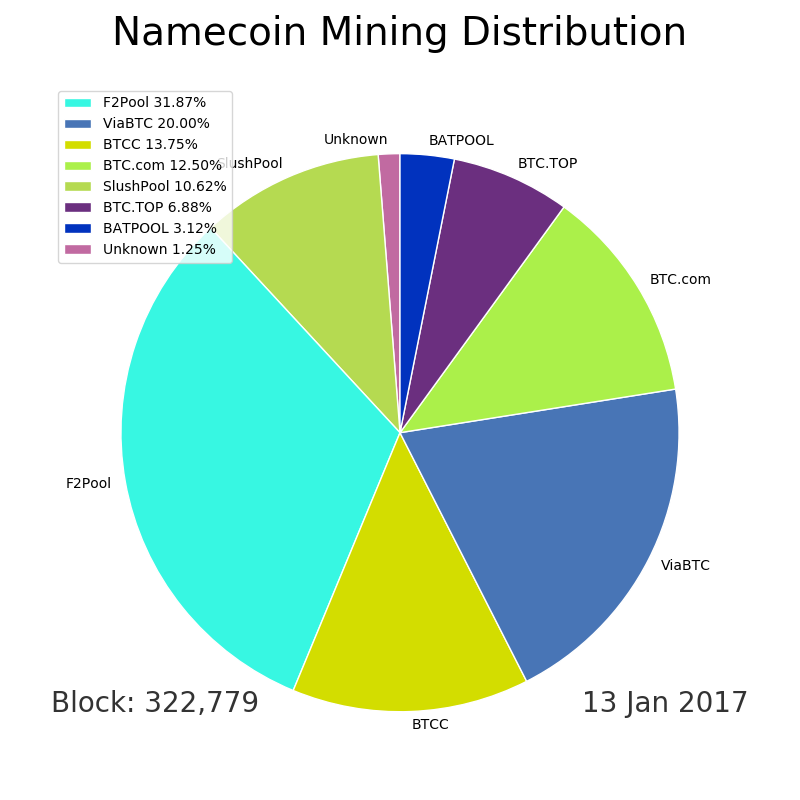 Namecoin Mining Distribution
F2Pool 31.87%
ViaBTC 20.00%
BTCC 13.75%
BTC.com 12.50%
SlushPool 10.62%
BTC.TOP 6.88%
BATPOOL 3.12%
Unknown 1.25%
SlushPool
Unknown
BATPOOL
BTC.TOP
BTC.com
F2Pool
ViaBTC
BTCC
Block: 322,779
13 Jan 2017